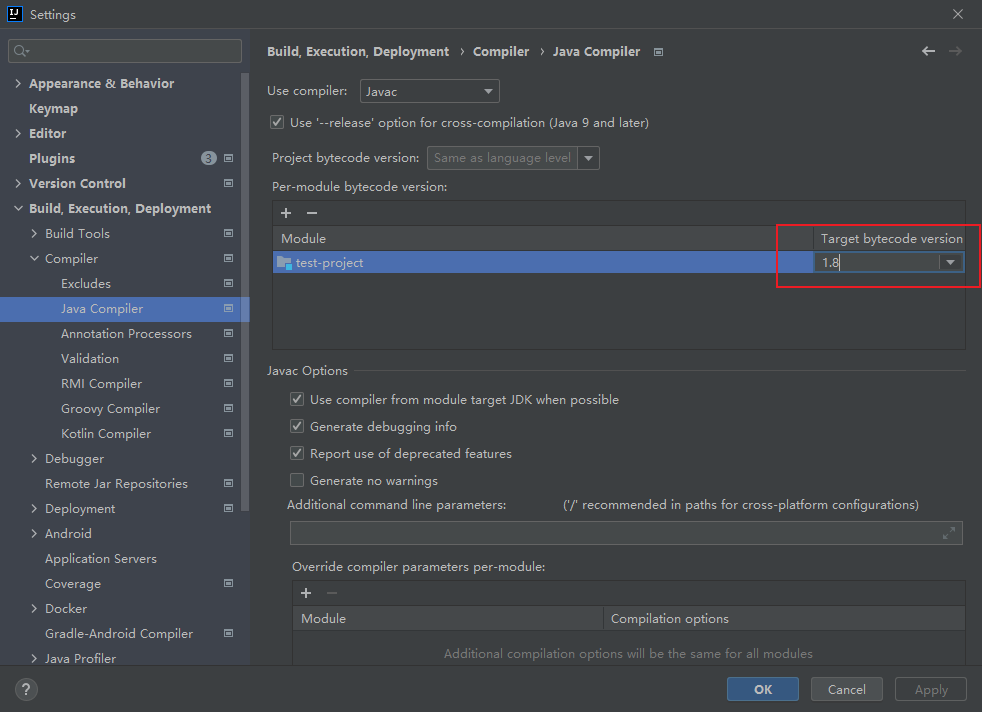 Settings
Appearance & Behavior
Keymap
Editor
Plugins 3
Version Control
Build, Execution, Deployment
Build Tools
Compiler
Excludes
Java Compiler
Annotation Processors
Validation
RMI Compiler
Groovy Compiler
Kotlin Compiler
Debugger
Remote Jar Repositories
Deployment
Android
Application Servers
Coverage
Docker
Gradle-Android Compiler
Java Profiler
Build, Execution, Deployment › Compiler › Java Compiler
Use compiler: Javac
Use '--release' option for cross-compilation (Java 9 and later)
Project bytecode version: Same as language level
Per-module bytecode version:
+ −
Module Target bytecode version
test-project 1.8
Javac Options
Use compiler from module target JDK when possible
Generate debugging info
Report use of deprecated features
Generate no warnings
Additional command line parameters: ('/' recommended in paths for cross-platform configurations)
Override compiler parameters per-module:
+ −
Module Compilation options
Additional compilation options will be the same for all modules
? OK Cancel Apply